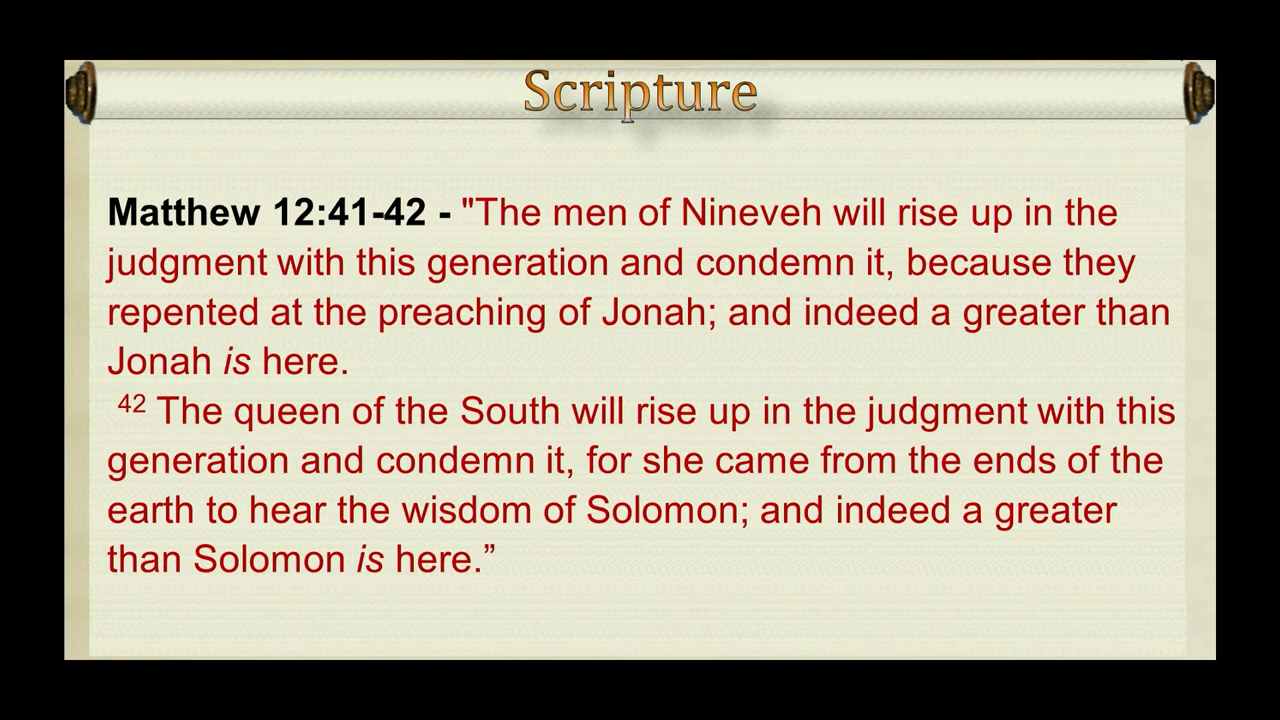 Scripture
Matthew 12:41-42 - "The men of Nineveh will rise up in the
judgment with this generation and condemn it, because they
repented at the preaching of Jonah; and indeed a greater than
Jonah is here.
42 The queen of the South will rise up in the judgment with this
generation and condemn it, for she came from the ends of the
earth to hear the wisdom of Solomon; and indeed a greater
than Solomon is here.”